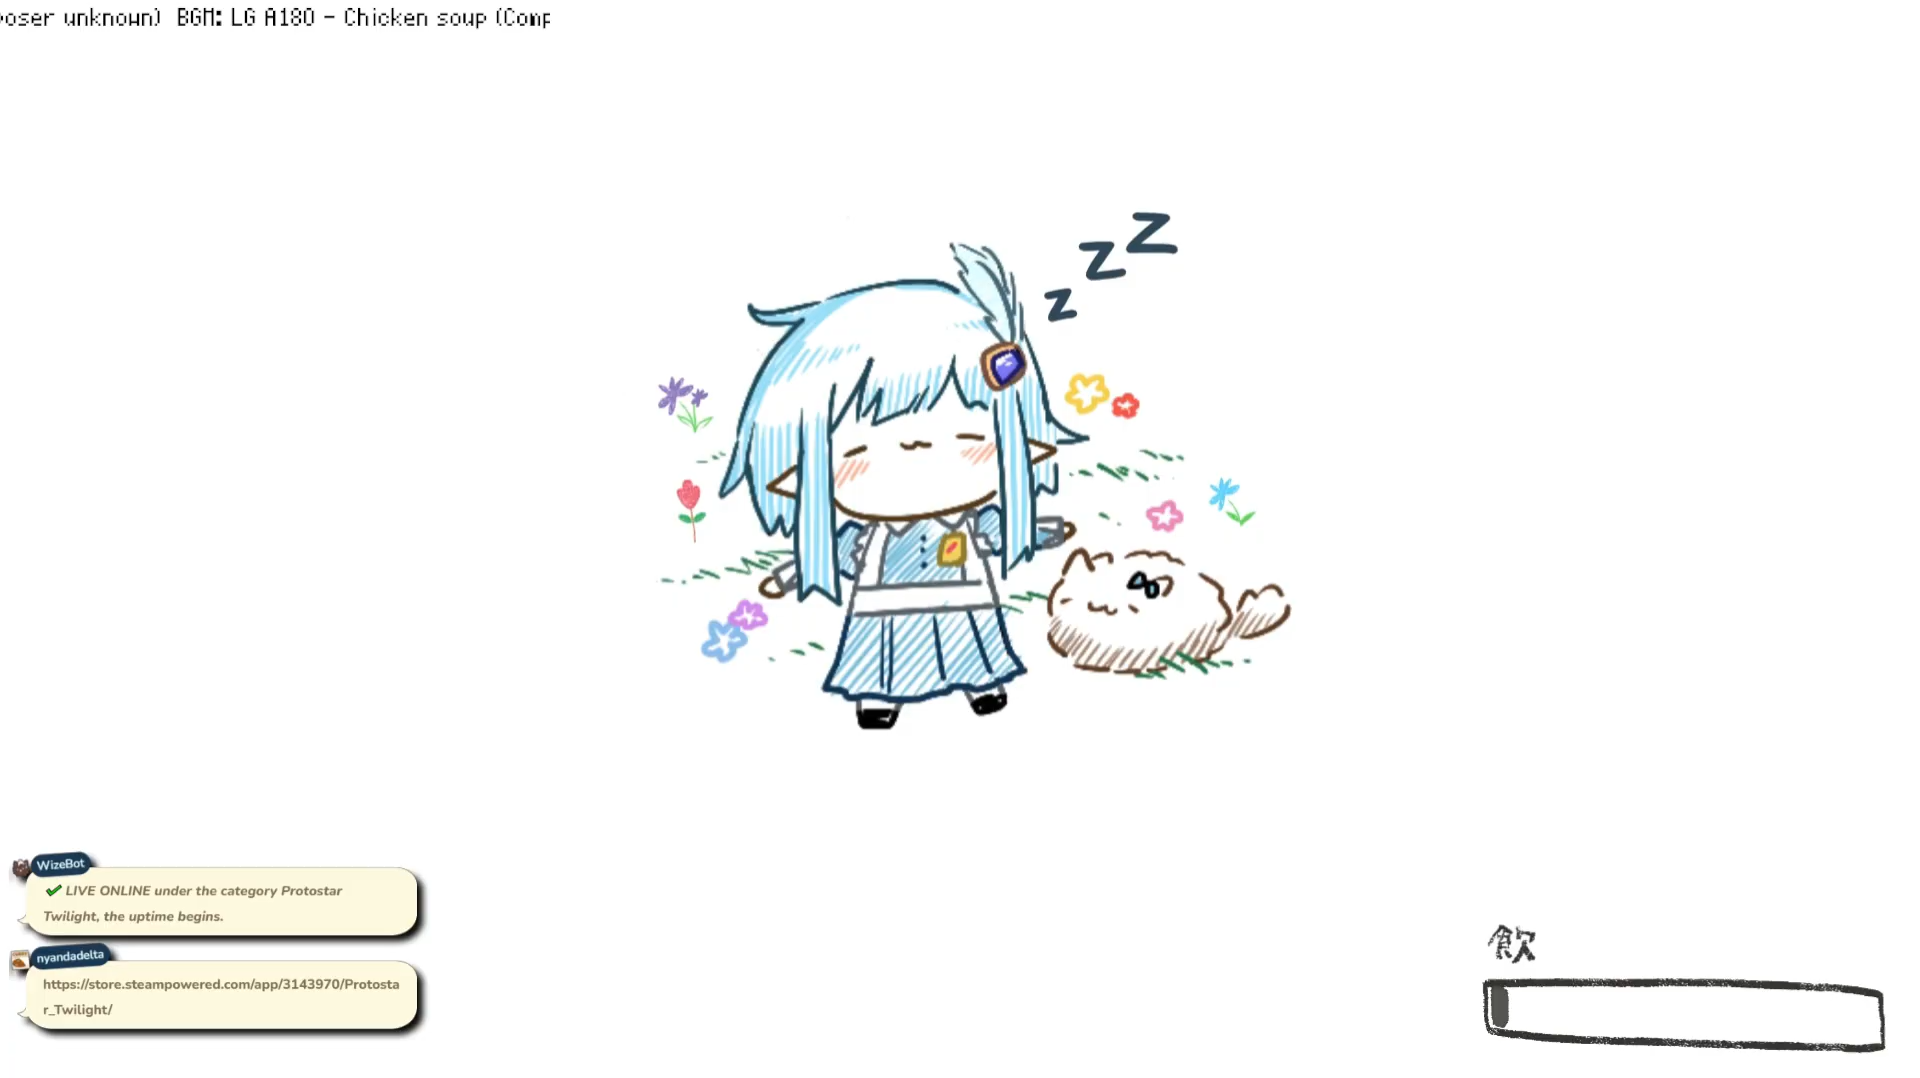 oser unknown) BGM: LG A180 - Chicken soup (Comp
z z Z
WizeBot
✔ LIVE ONLINE under the category Protostar
Twilight, the uptime begins.
nyandadelta
https://store.steampowered.com/app/3143970/Protosta
r_Twilight/
飲